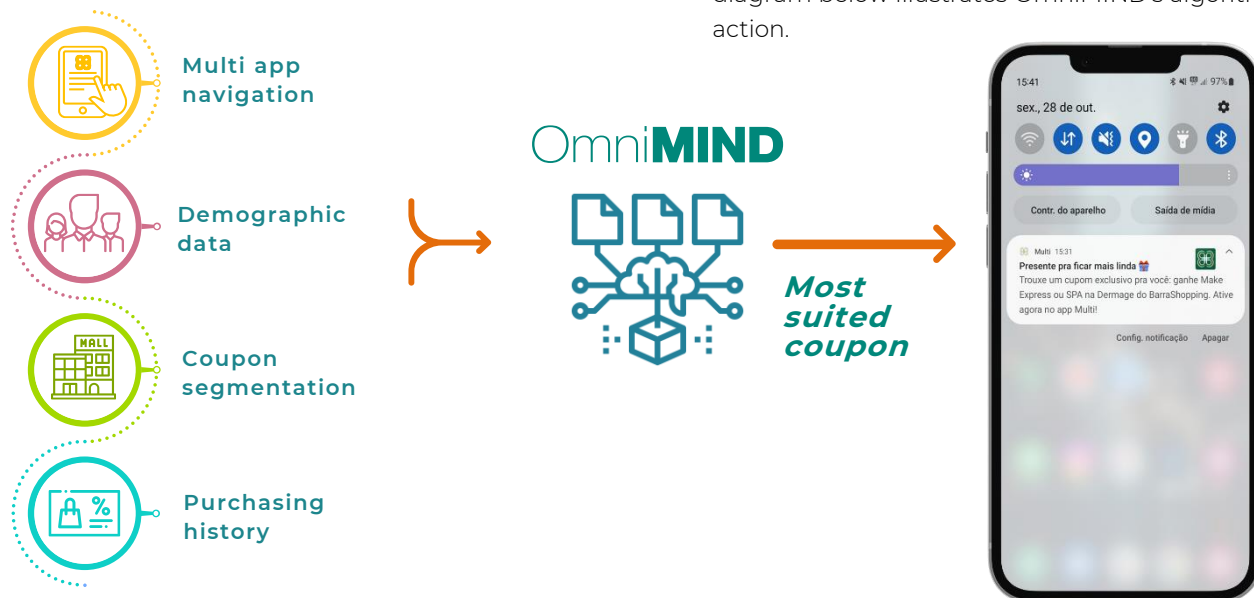 action.
Multi app
navigation
Demographic
data
Coupon
segmentation
MALL
Purchasing
history
%
OmniMIND
Most
suited
coupon
15:41
97%
sex., 28 de out.
Contr. do aparelho
Saída de mídia
Multi 15:31
Presente pra ficar mais linda
Trouxe um cupom exclusivo pra você: ganhe Make
Express ou SPA na Dermage do BarraShopping. Ative
agora no app Multi!
Config. notificação
Apagar